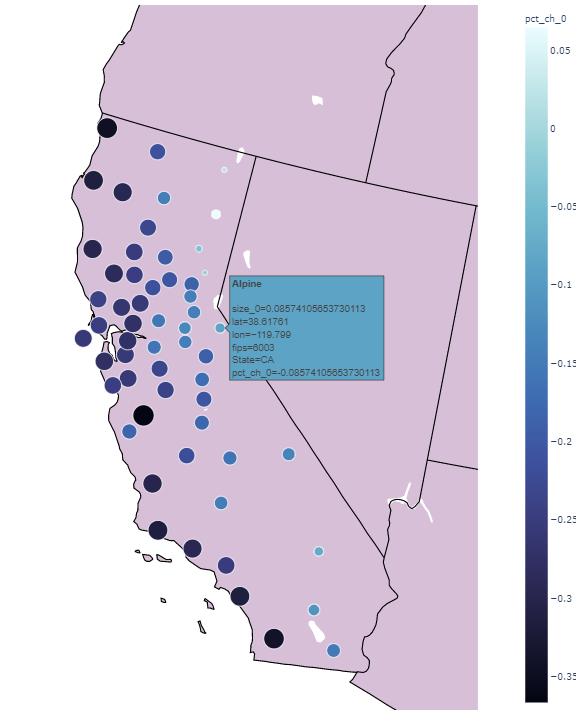 pct_ch_0
0.05
0
−0.05
−0.1
−0.15
−0.2
−0.25
−0.3
−0.35
Alpine
size_0=0.08574105653730113
lat=38.61761
lon=−119.799
fips=6003
State=CA
pct_ch_0=-0.08574105653730113